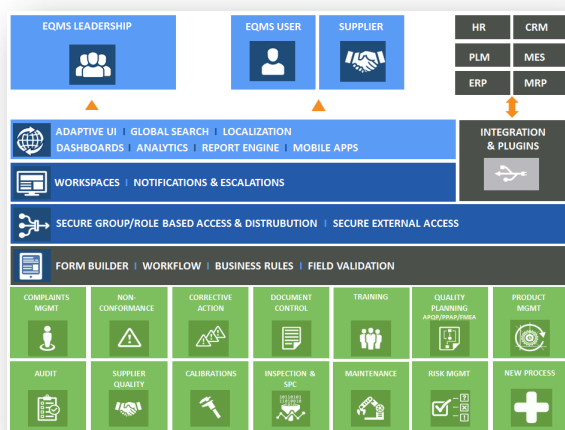 EQMS LEADERSHIP
EQMS USER
SUPPLIER
HR
CRM
PLM
MES
ERP
MRP
ADAPTIVE UI I GLOBAL SEARCH I LOCALIZATION
DASHBOARDS I ANALYTICS I REPORT ENGINE I MOBILE APPS
INTEGRATION
& PLUGINS
WORKSPACES I NOTIFICATIONS & ESCALATIONS
SECURE GROUP/ROLE BASED ACCESS & DISTRUBUTION I SECURE EXTERNAL ACCESS
FORM BUILDER I WORKFLOW I BUSINESS RULES I FIELD VALIDATION
COMPLAINTS
MGMT
NON-
CONFORMANCE
CORRECTIVE
ACTION
DOCUMENT
CONTROL
TRAINING
QUALITY
PLANNING
APQP/PPAP/FMEA
PRODUCT
MGMT
AUDIT
SUPPLIER
QUALITY
CALIBRATIONS
INSPECTION &
SPC
MAINTENANCE
RISK MGMT
NEW PROCESS